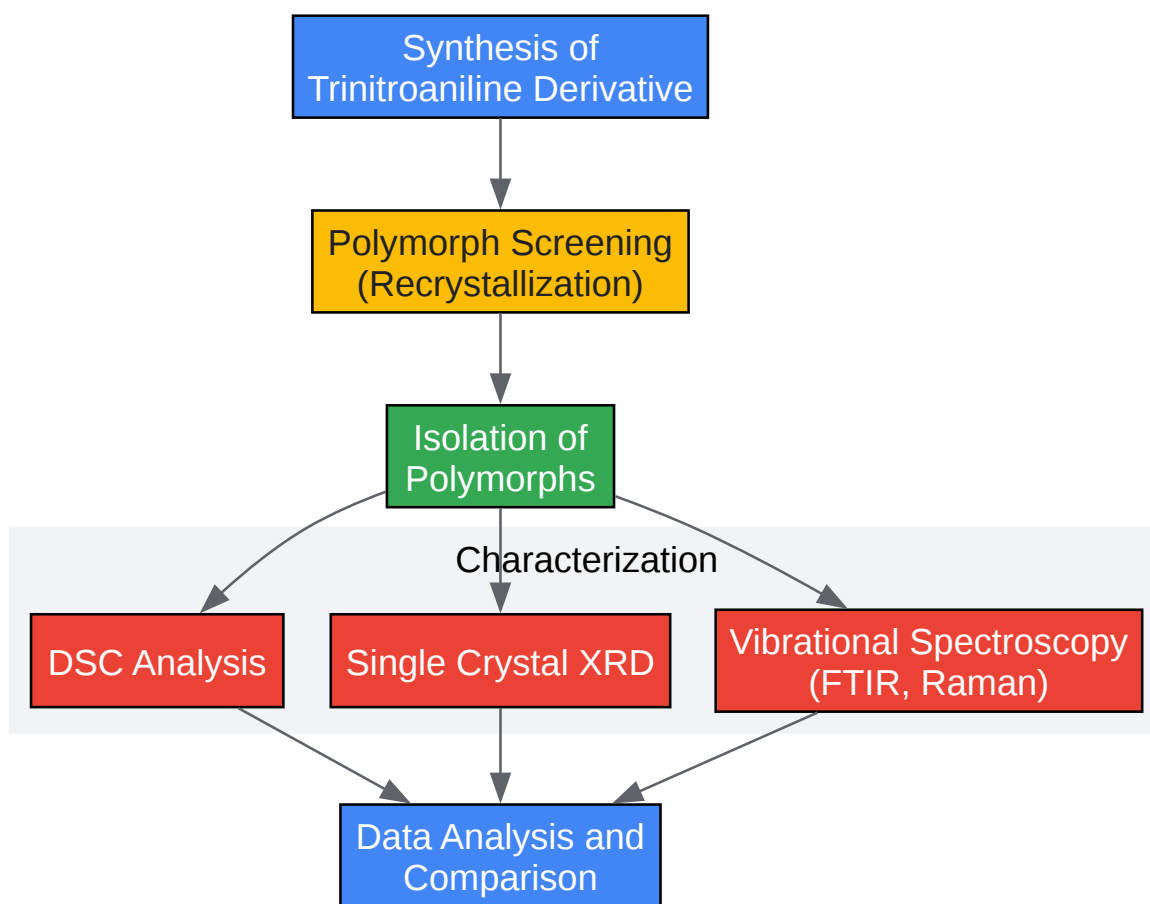 Synthesis of
Trinitroaniline Derivative
Polymorph Screening
(Recrystallization)
Isolation of
Polymorphs
Characterization
DSC Analysis
Single Crystal XRD
Vibrational Spectroscopy
(FTIR, Raman)
Data Analysis and
Comparison